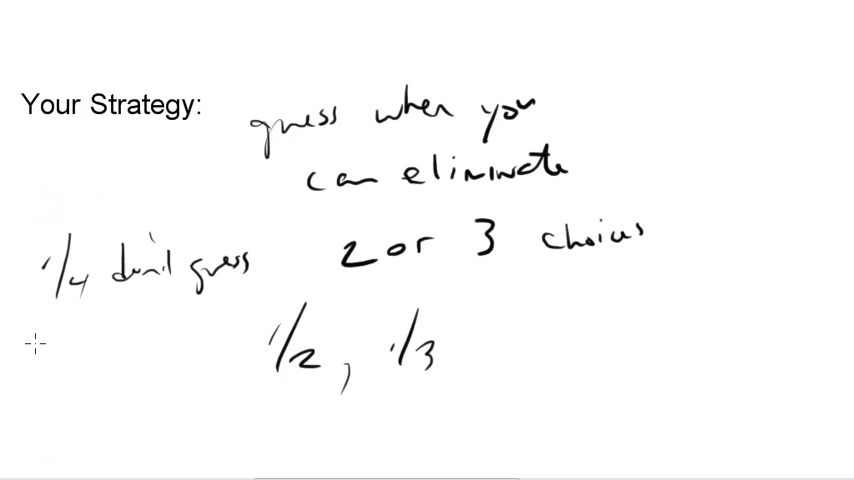 Your Strategy: guess when you
can eliminate
2 or 3 choices
1/4 don't guess
1/2, 1/3